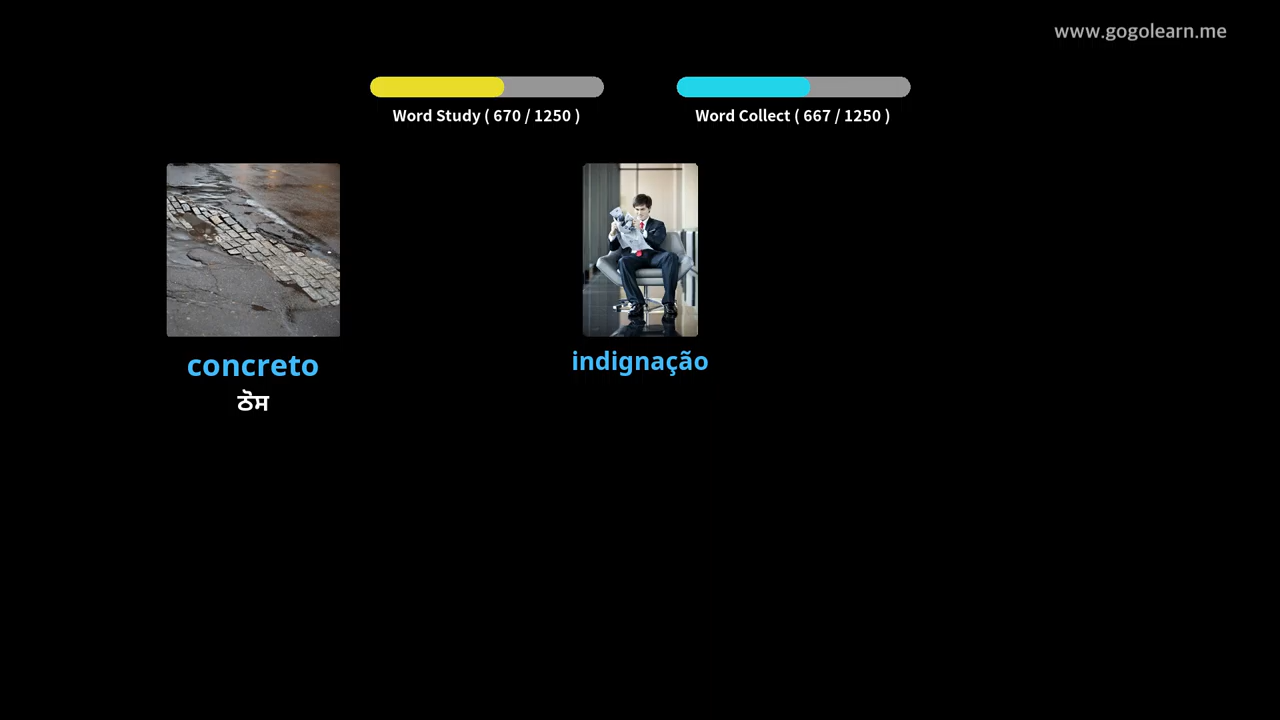 www.gogolearn.me
Word Study ( 670 / 1250 )
Word Collect ( 667 / 1250 )
concreto
ਠੋਸ
indignação